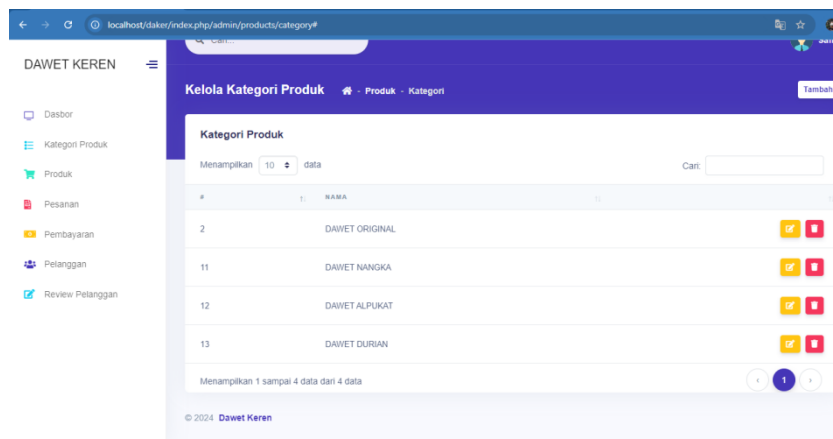 localhost/daker/index.php/admin/products/category#
Cari...
DAWET KEREN
Kelola Kategori Produk - Produk - Kategori
Tambah
Dasbor
Kategori Produk
Produk
Pesanan
Pembayaran
Pelanggan
Review Pelanggan
Kategori Produk
Menampilkan 10 data
Cari:
# NAMA
2 DAWET ORIGINAL
11 DAWET NANGKA
12 DAWET ALPUKAT
13 DAWET DURIAN
Menampilkan 1 sampai 4 data dari 4 data
1
© 2024 Dawet Keren